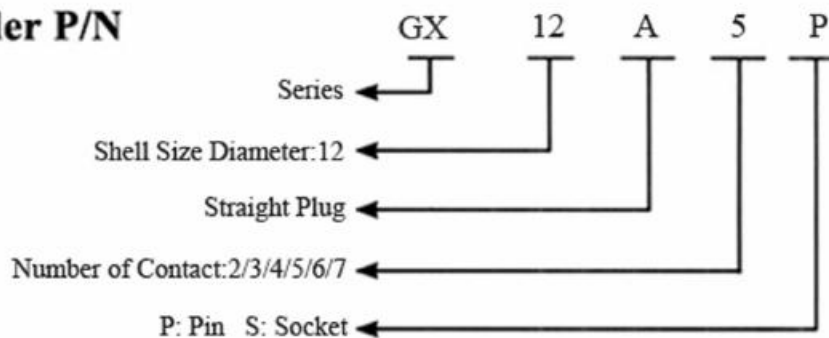 P/N GX 12 A 5 P
Series
Shell Size Diameter:12
Straight Plug
Number of Contact:2/3/4/5/6/7
P: Pin S: Socket